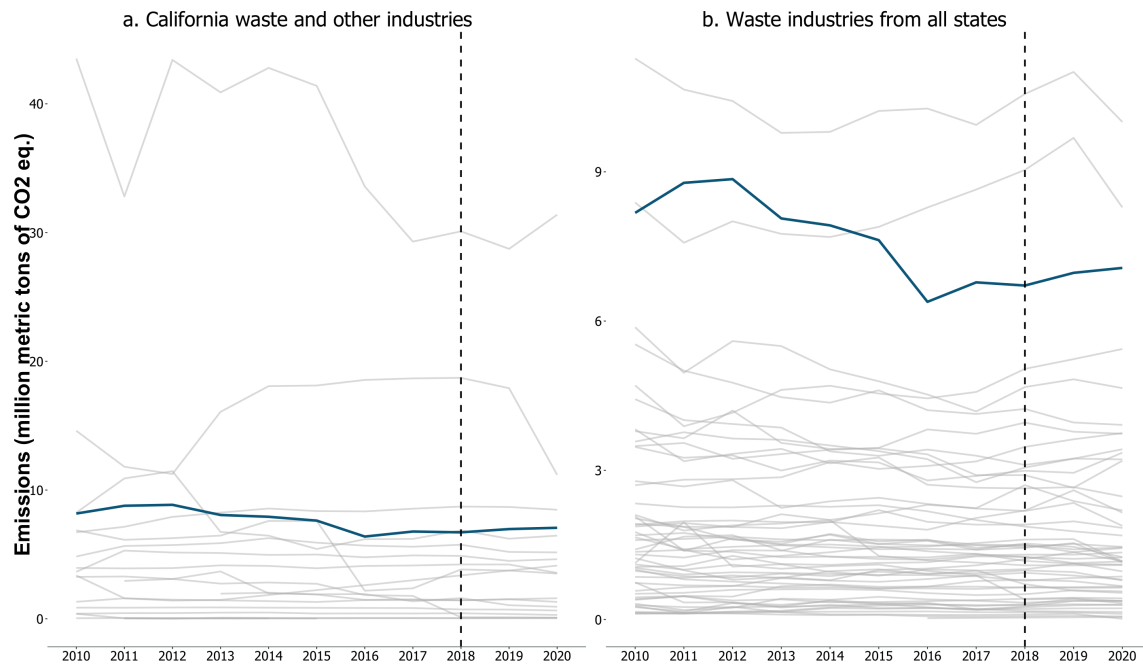 a. California waste and other industries
b. Waste industries from all states
Emissions (million metric tons of CO2 eq.)
40
30
20
10
0
2010 2011 2012 2013 2014 2015 2016 2017 2018 2019 2020
9
6
3
0
2010 2011 2012 2013 2014 2015 2016 2017 2018 2019 2020